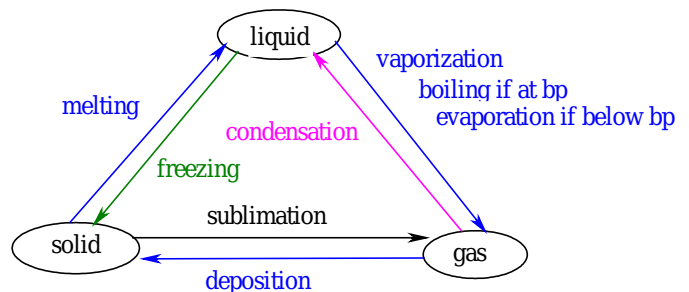 liquid
vaporization
boiling if at bp
evaporation if below bp
melting
condensation
freezing
sublimation
solid
gas
deposition